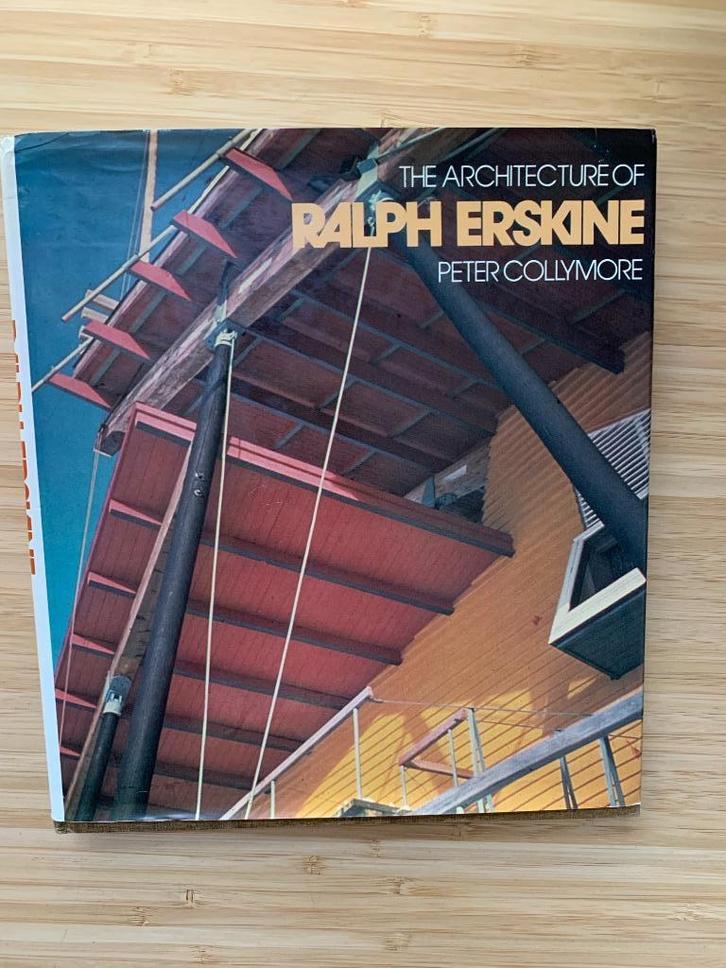 THE ARCHITECTURE OF
RALPH ERSKINE
PETER COLLYMORE